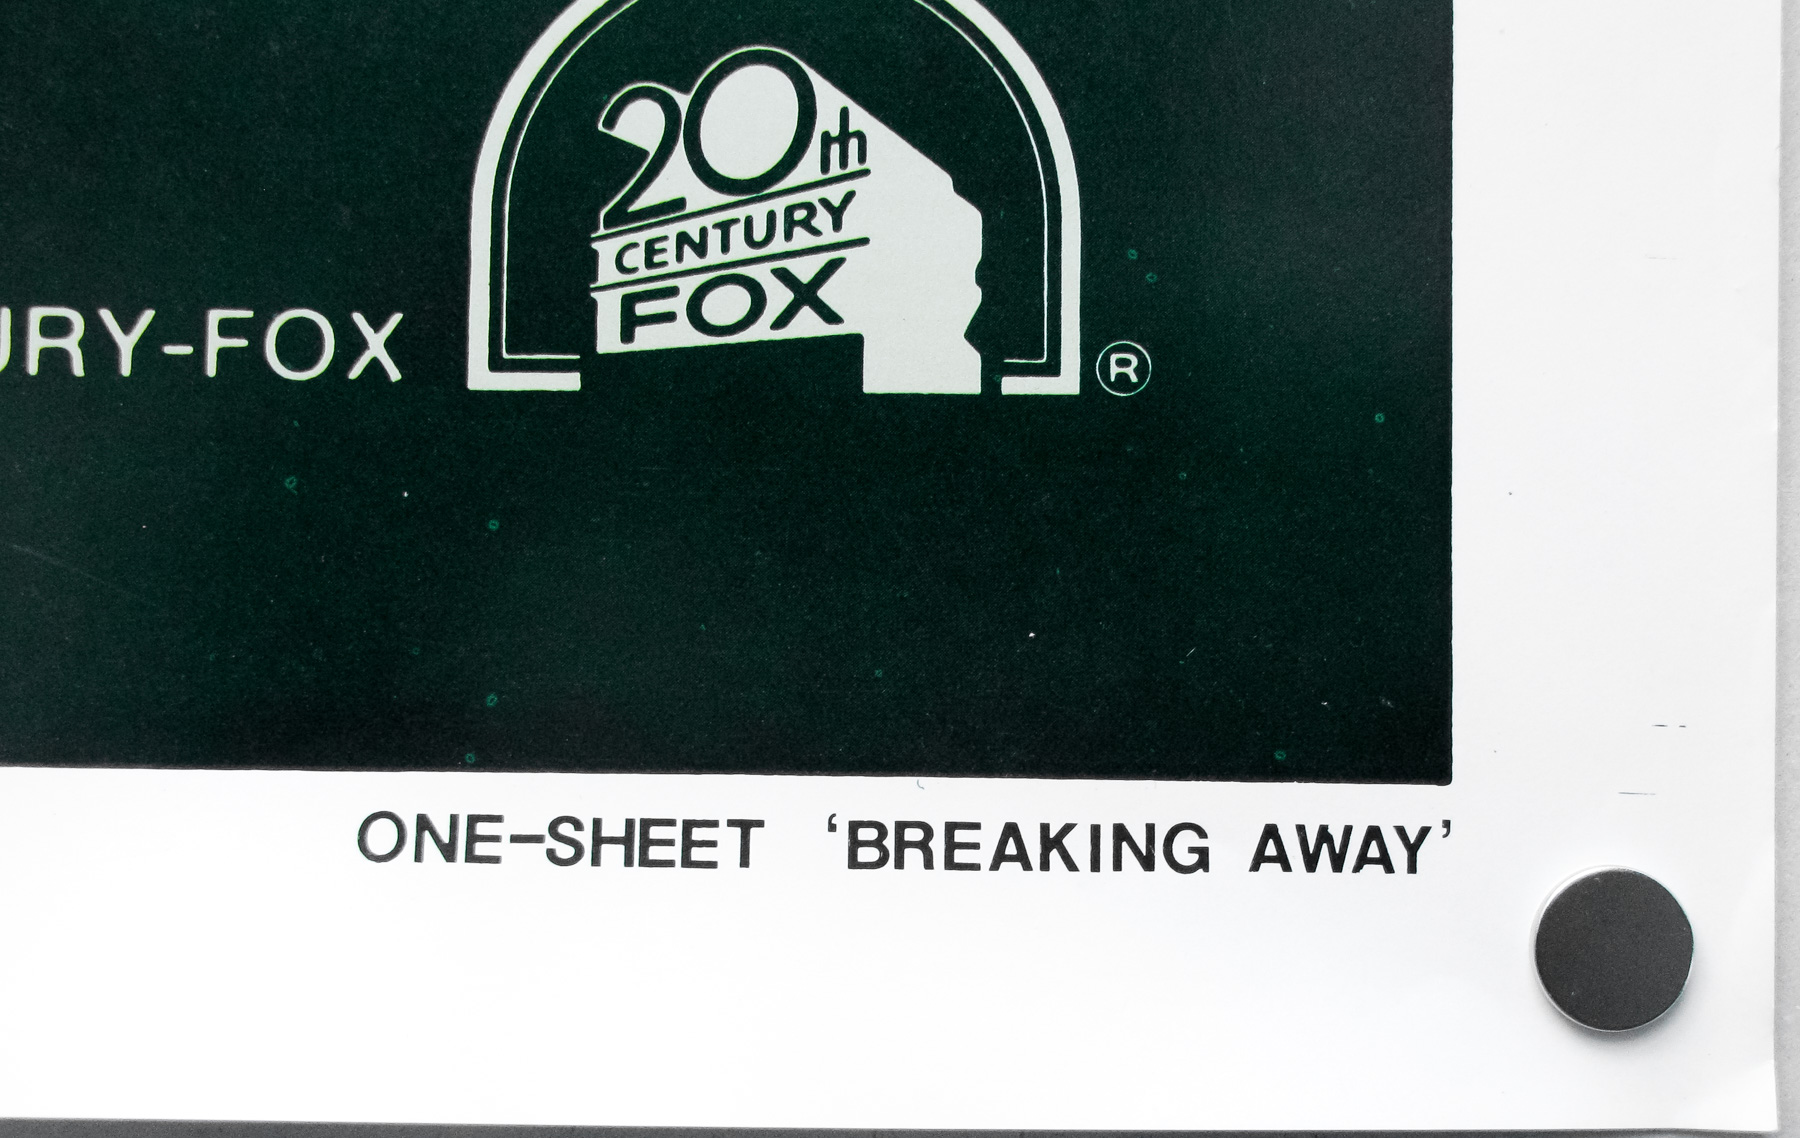 20th
CENTURY
FOX
URY-FOX
®
ONE-SHEET ‘BREAKING AWAY’